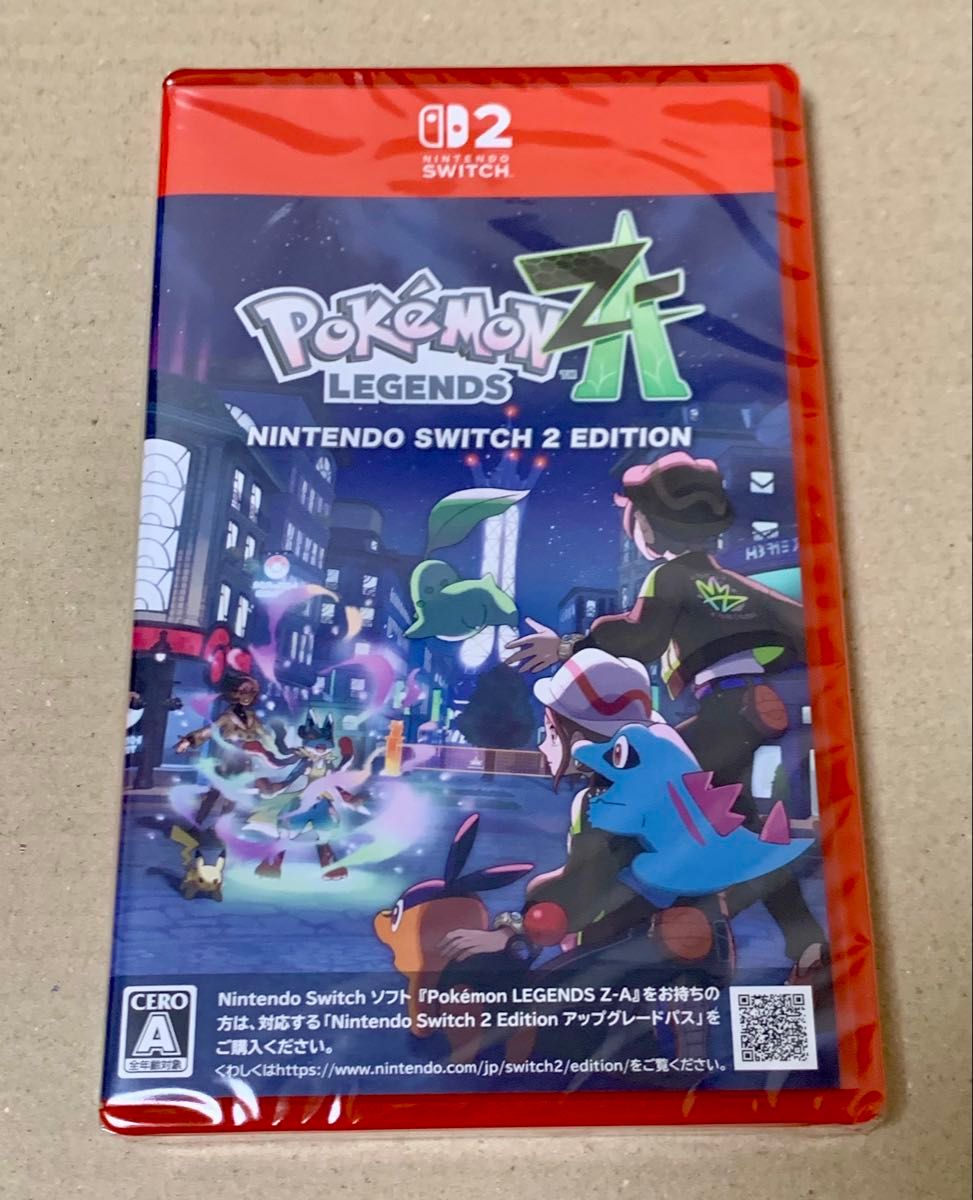 2
NINTENDO
SWITCH™
Pokémon
LEGENDS
Z-A™
NINTENDO SWITCH 2 EDITION
CERO
A
全年齢対象
Nintendo Switch ソフト『Pokémon LEGENDS Z-A』をお持ちの
方は、対応する「Nintendo Switch 2 Edition アップグレードパス」を
ご購入ください。
くわしくはhttps://www.nintendo.com/jp/switch2/edition/をご覧ください。